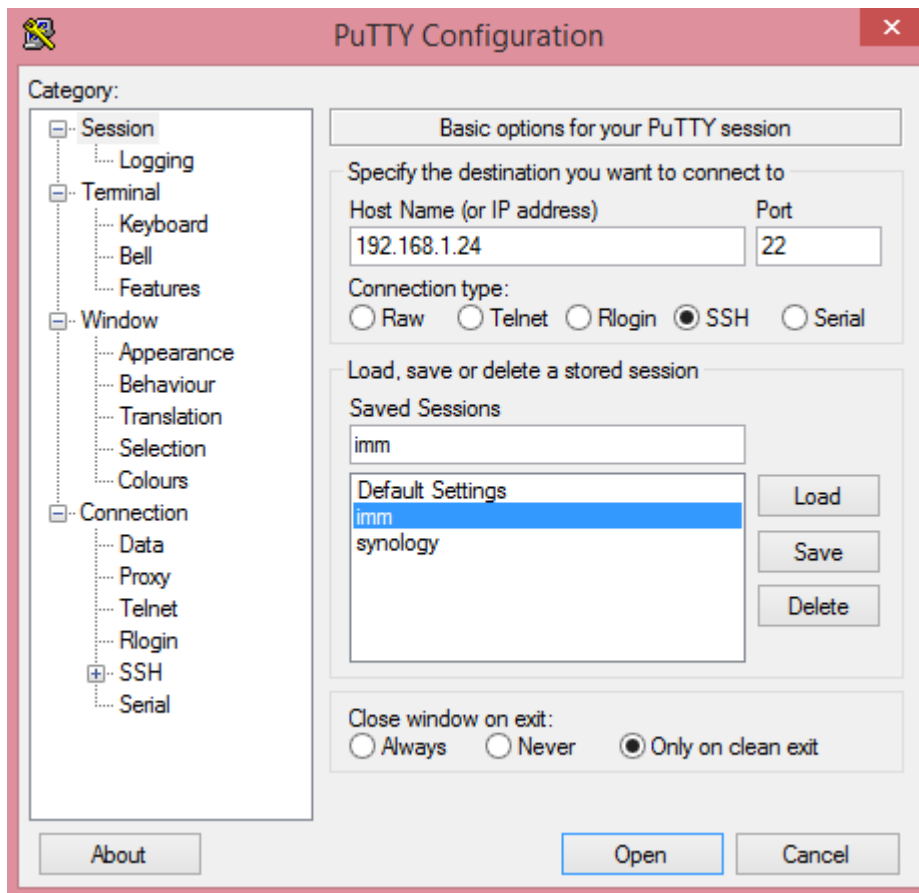 PuTTY Configuration
Category:
Session
Logging
Terminal
Keyboard
Bell
Features
Window
Appearance
Behaviour
Translation
Selection
Colours
Connection
Data
Proxy
Telnet
Rlogin
SSH
Serial
Basic options for your PuTTY session
Specify the destination you want to connect to
Host Name (or IP address) Port
192.168.1.24 22
Connection type:
Raw Telnet Rlogin SSH Serial
Load, save or delete a stored session
Saved Sessions
imm
Default Settings
imm
synology
Load
Save
Delete
Close window on exit:
Always Never Only on clean exit
About Open Cancel